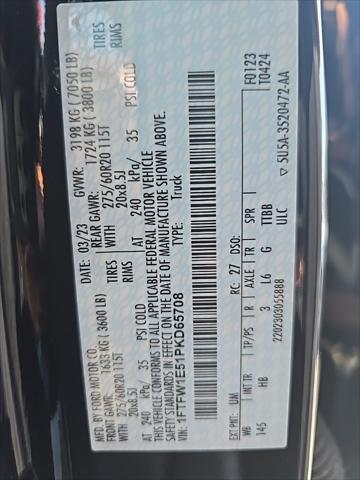 MFD. BY FORD MOTOR CO.
DATE: 03/23 GVWR: 3198 KG ( 7050 LB)
FRONT GAWR: 1633 KG ( 3600 LB) REAR GAWR: 1724 KG ( 3800 LB)
275/60R20 115T TIRES 275/60R20 115T TIRES
20x8.5J RIMS 20x8.5J RIMS
AT 240 kPa/ 35 PSI COLD AT 240 kPa/ 35 PSI COLD
THIS VEHICLE CONFORMS TO ALL APPLICABLE FEDERAL MOTOR VEHICLE
SAFETY STANDARDS IN EFFECT ON THE DATE OF MANUFACTURE SHOWN ABOVE.
VIN: 1FTFW1E51PKD65708 TYPE: Truck
F0123
T0424
EXT PNT: UM RC: 27 DSO:
WB INT TR TP/PS R AXLE TR SPR
145 HB 3 L6 G TTBB
ULC
2202303055888 ▽ 5U5A-3520472-AA